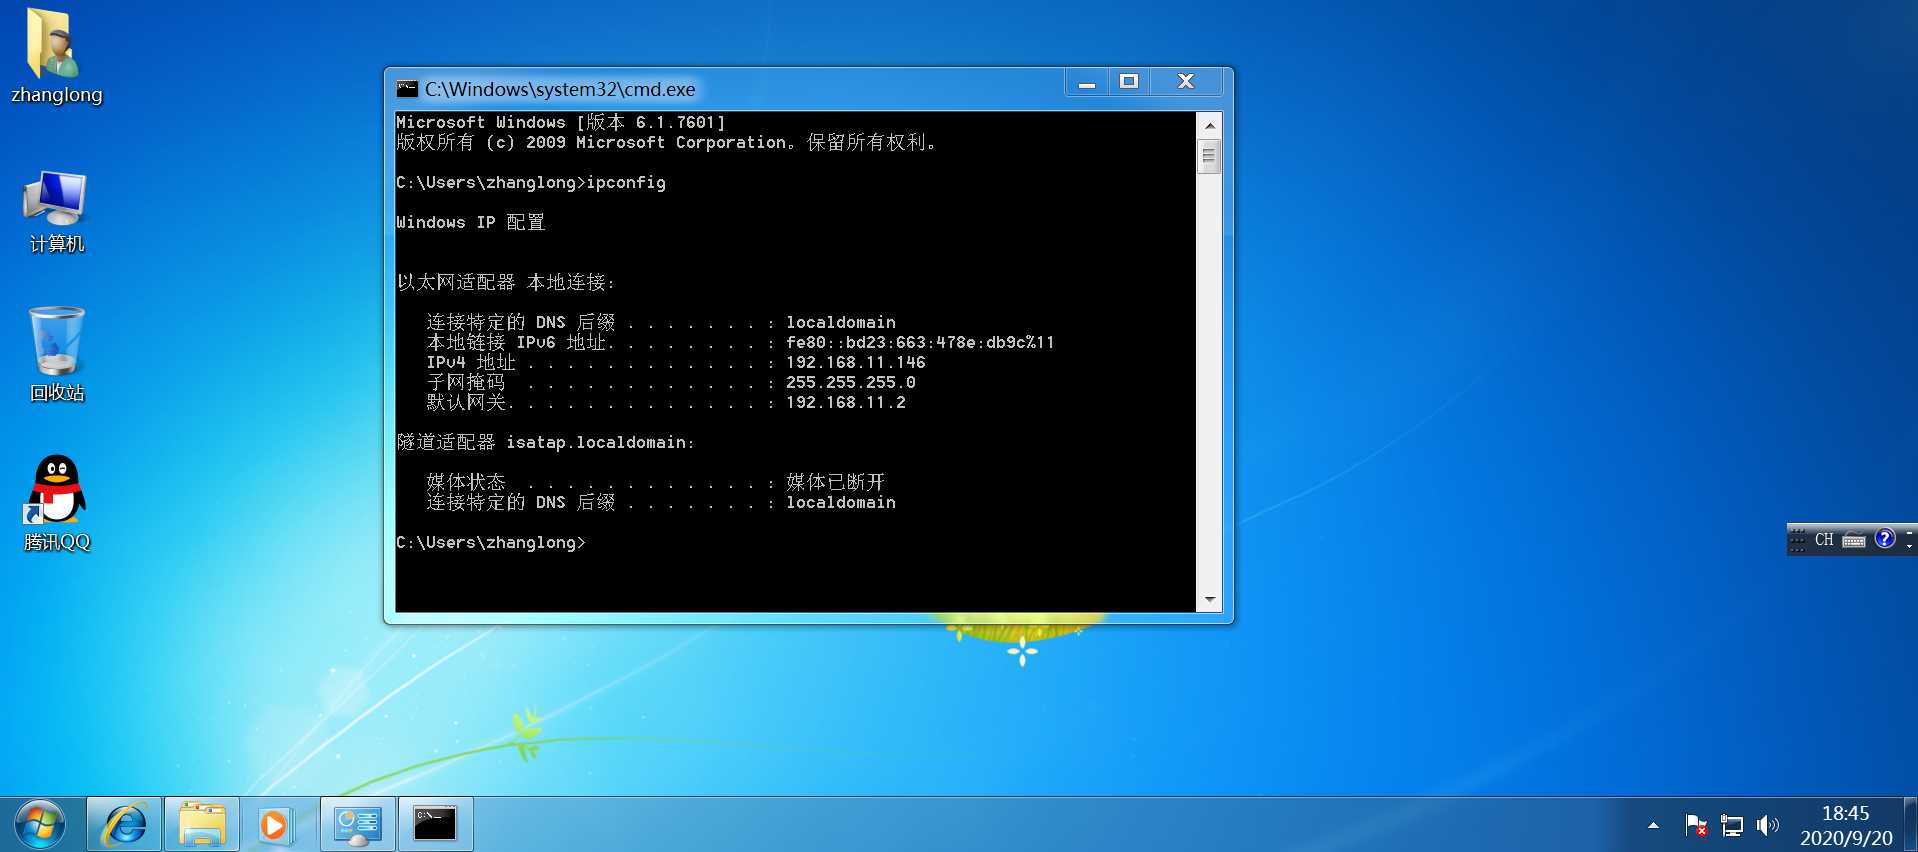 zhanglong
计算机
回收站
腾讯QQ
C:\Windows\system32\cmd.exe
Microsoft Windows [版本 6.1.7601]
版权所有 (c) 2009 Microsoft Corporation。保留所有权利。
C:\Users\zhanglong>ipconfig
Windows IP 配置
以太网适配器 本地连接:
连接特定的 DNS 后缀 . . . . . . . : localdomain
本地链接 IPv6 地址. . . . . . . . : fe80::bd23:663:478e:db9c%11
IPv4 地址 . . . . . . . . . . . . : 192.168.11.146
子网掩码  . . . . . . . . . . . . : 255.255.255.0
默认网关. . . . . . . . . . . . . : 192.168.11.2
隧道适配器 isatap.localdomain:
媒体状态  . . . . . . . . . . . . : 媒体已断开
连接特定的 DNS 后缀 . . . . . . . : localdomain
C:\Users\zhanglong>
CH
18:45
2020/9/20